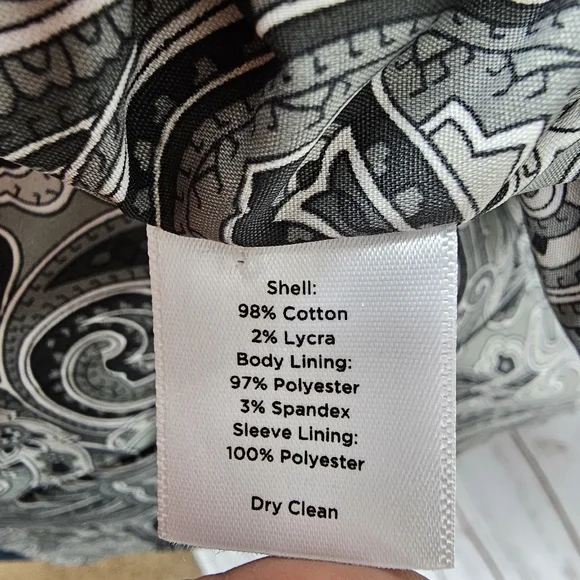 Shell:
98% Cotton
2% Lycra
Body Lining:
97% Polyester
3% Spandex
Sleeve Lining:
100% Polyester
Dry Clean